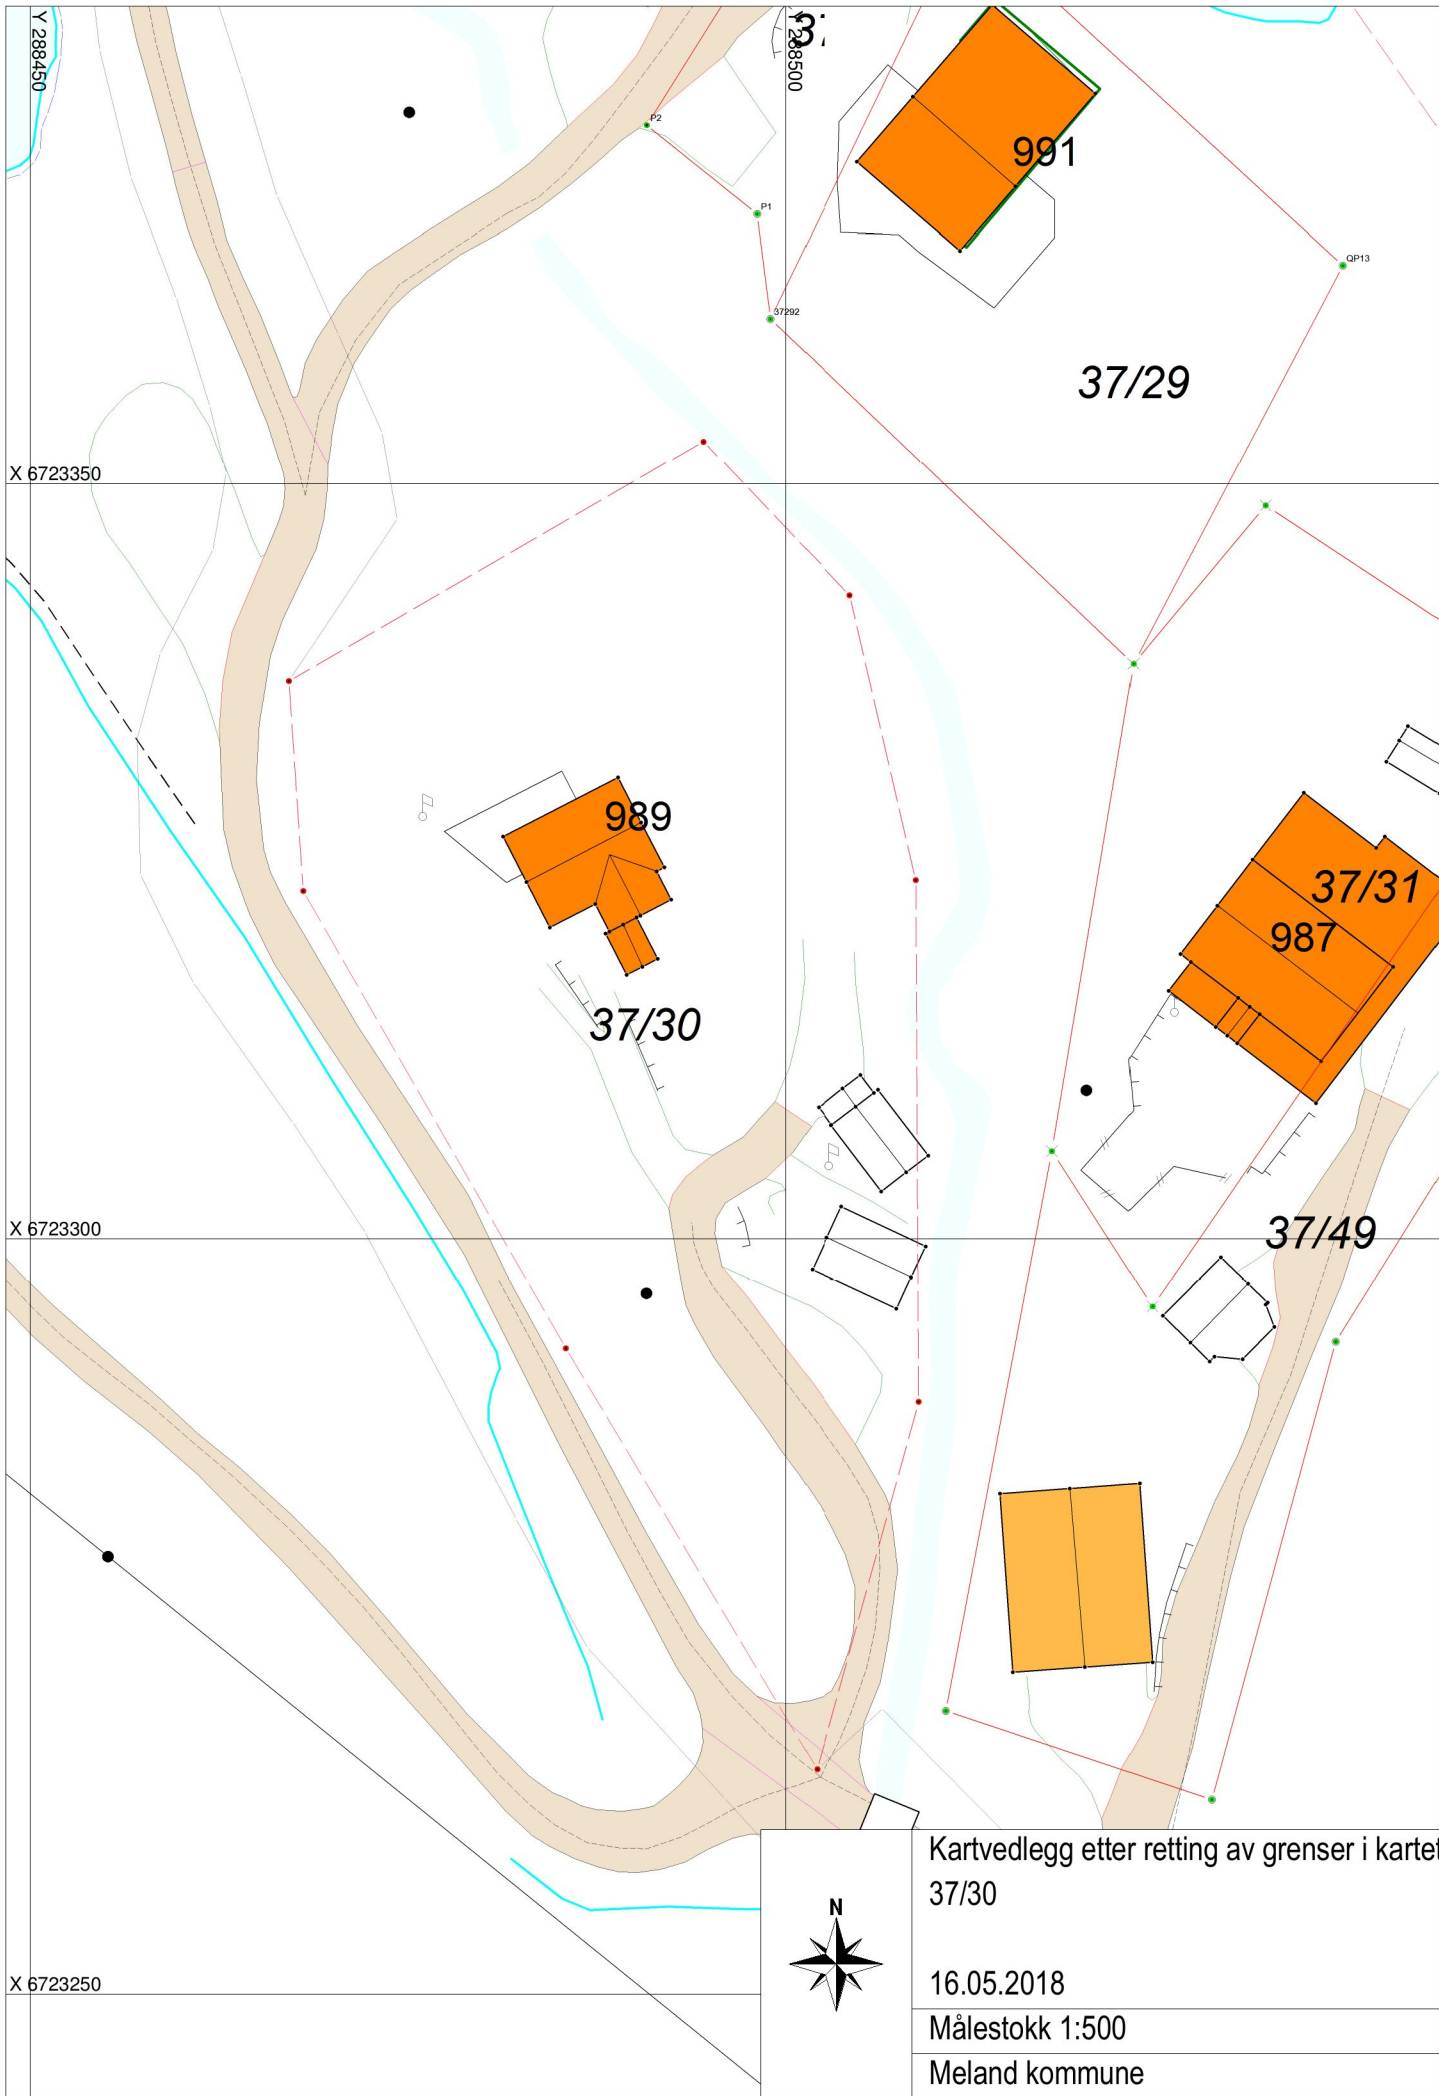 Y 288450
Y 288500
37
P2
991
P1
QP13
37292
37/29
X 6723350
989
37/31
987
37/30
X 6723300
37/49
X 6723250
N
Kartvedlegg etter retting av grenser i kartet
37/30
16.05.2018
Målestokk 1:500
Meland kommune